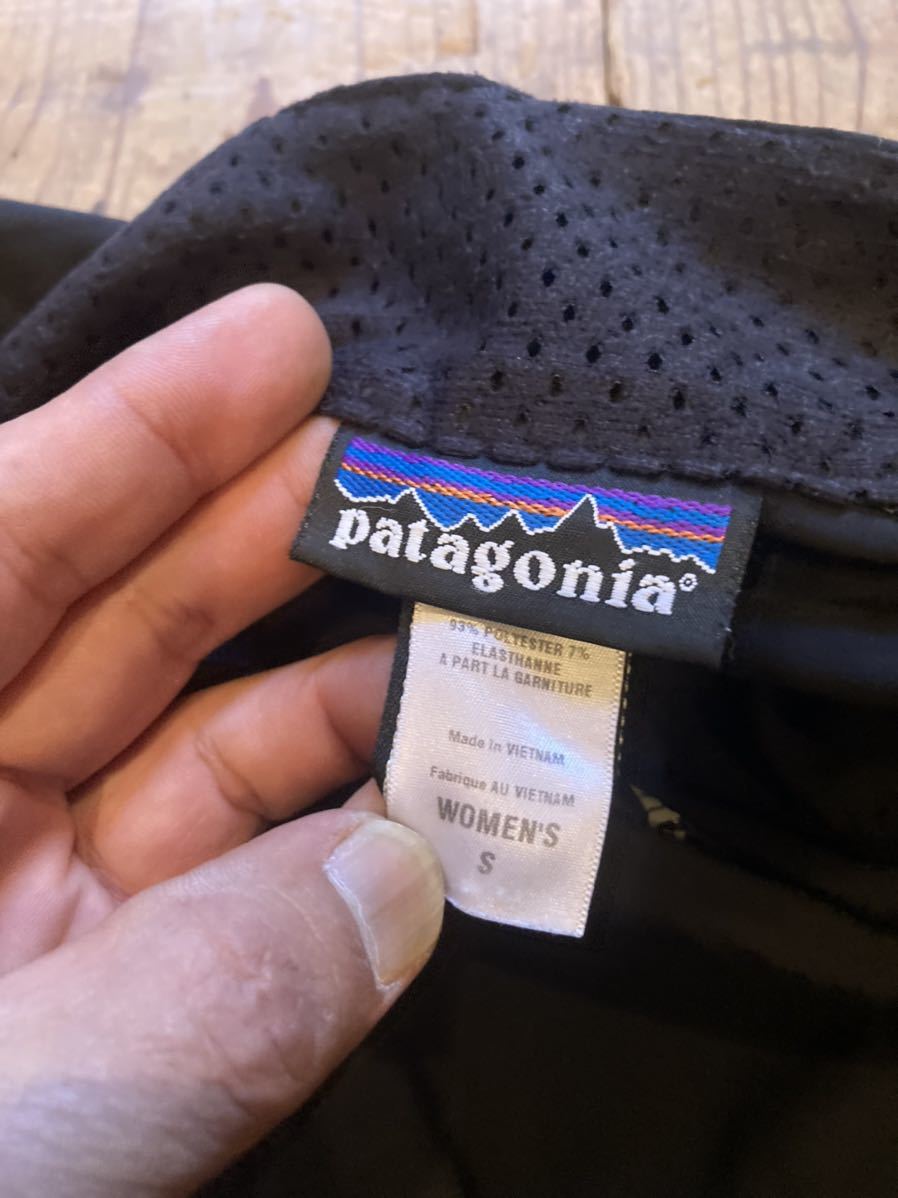 patagonia®
93% POLYESTER 7%
ELASTHANNE
A PART LA GARNITURE
Made in VIETNAM
Fabrique AU VIETNAM
WOMEN'S
S